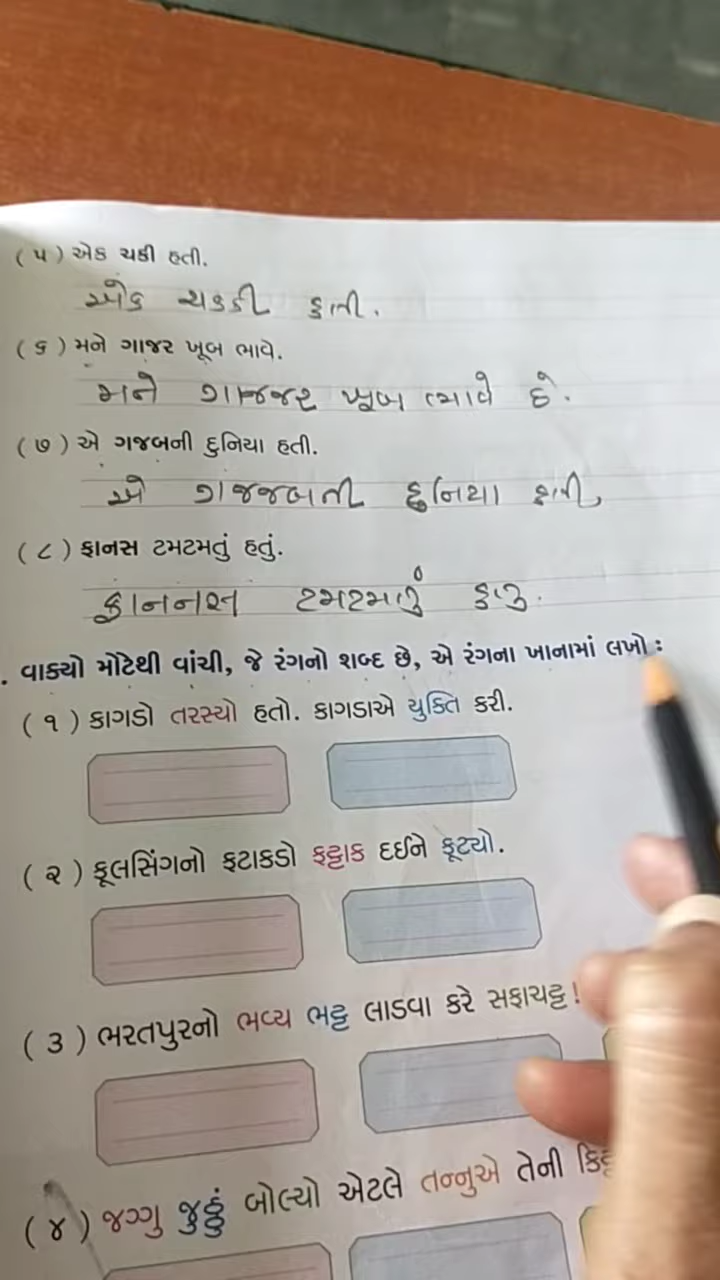 (૫) એક ચકી હતી.
એક ચકકી હતી.
(૬) મને ગાજર ખૂબ ભાવે.
મને ગાજજર ખૂબ ભાવે છે.
(૭) એ ગજબની દુનિયા હતી.
એ ગજજબની દુનિયા હતી,
(૮) ફાનસ ટમટમતું હતું.
ફાનનસ ટમટમતું હતુ.
. વાક્યો મોટેથી વાંચી, જે રંગનો શબ્દ છે, એ રંગના ખાનામાં લખો :
(૧) કાગડો તરસ્યો હતો. કાગડાએ યુક્તિ કરી.
(૨) ફૂલસિંગનો ફટાકડો ફટ્ટાક દઈને ફૂટ્યો.
(૩) ભરતપુરનો ભવ્ય ભટ્ટ લાડવા કરે સફાચટ્ટ!
(૪) જગ્ગુ જુઠ્ઠું બોલ્યો એટલે તન્નુએ તેની